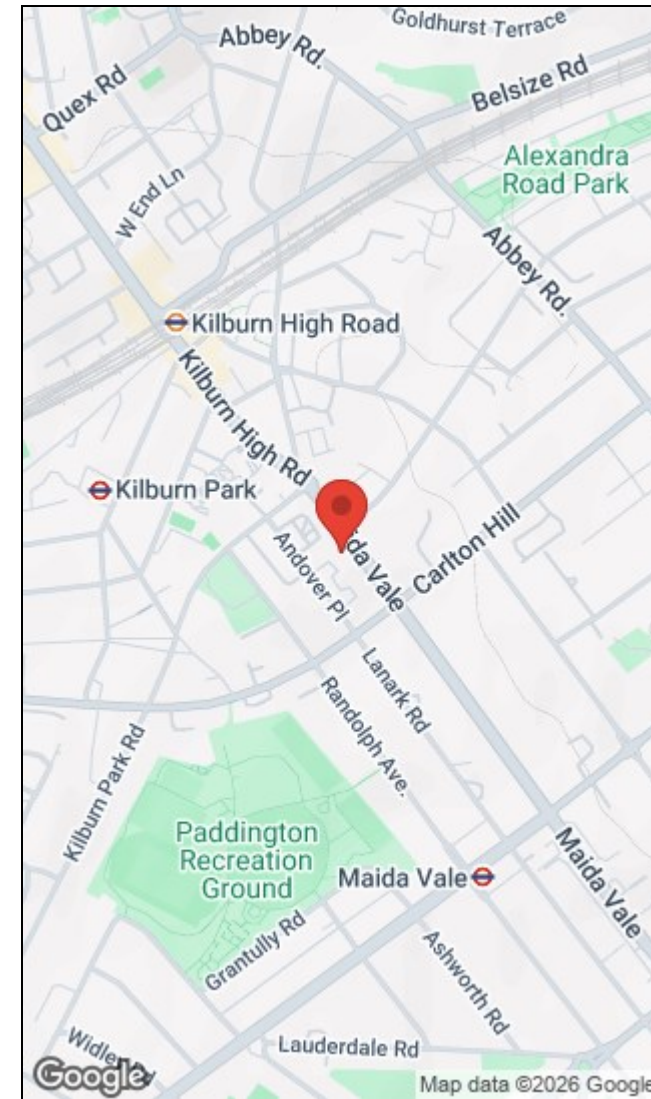 Goldhurst Terrace
Abbey Rd.
Belsize Rd
Quex Rd
Alexandra
Road Park
W End Ln
Abbey Rd.
Kilburn High Road
Kilburn High Rd
Kilburn Park
Maida Vale
Carlton Hill
Andover Pl
Lanark Rd
Randolph Ave.
Kilburn Park Rd
Paddington
Recreation
Ground
Maida Vale
Maida Vale
Grantully Rd
Ashworth Rd
Lauderdale Rd
Google
Map data ©2026 Google